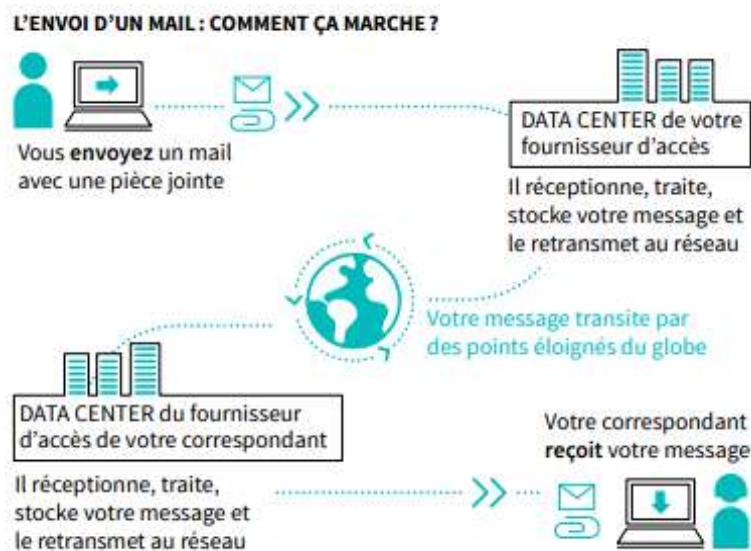 L'ENVOI D'UN MAIL : COMMENT ÇA MARCHE ?
Vous envoyez un mail
avec une pièce jointe
DATA CENTER de votre
fournisseur d'accès
Il réceptionne, traite,
stocke votre message et
le retransmet au réseau
Votre message transite par
des points éloignés du globe
DATA CENTER du fournisseur
d'accès de votre correspondant
Il réceptionne, traite,
stocke votre message et
le retransmet au réseau
Votre correspondant
reçoit votre message